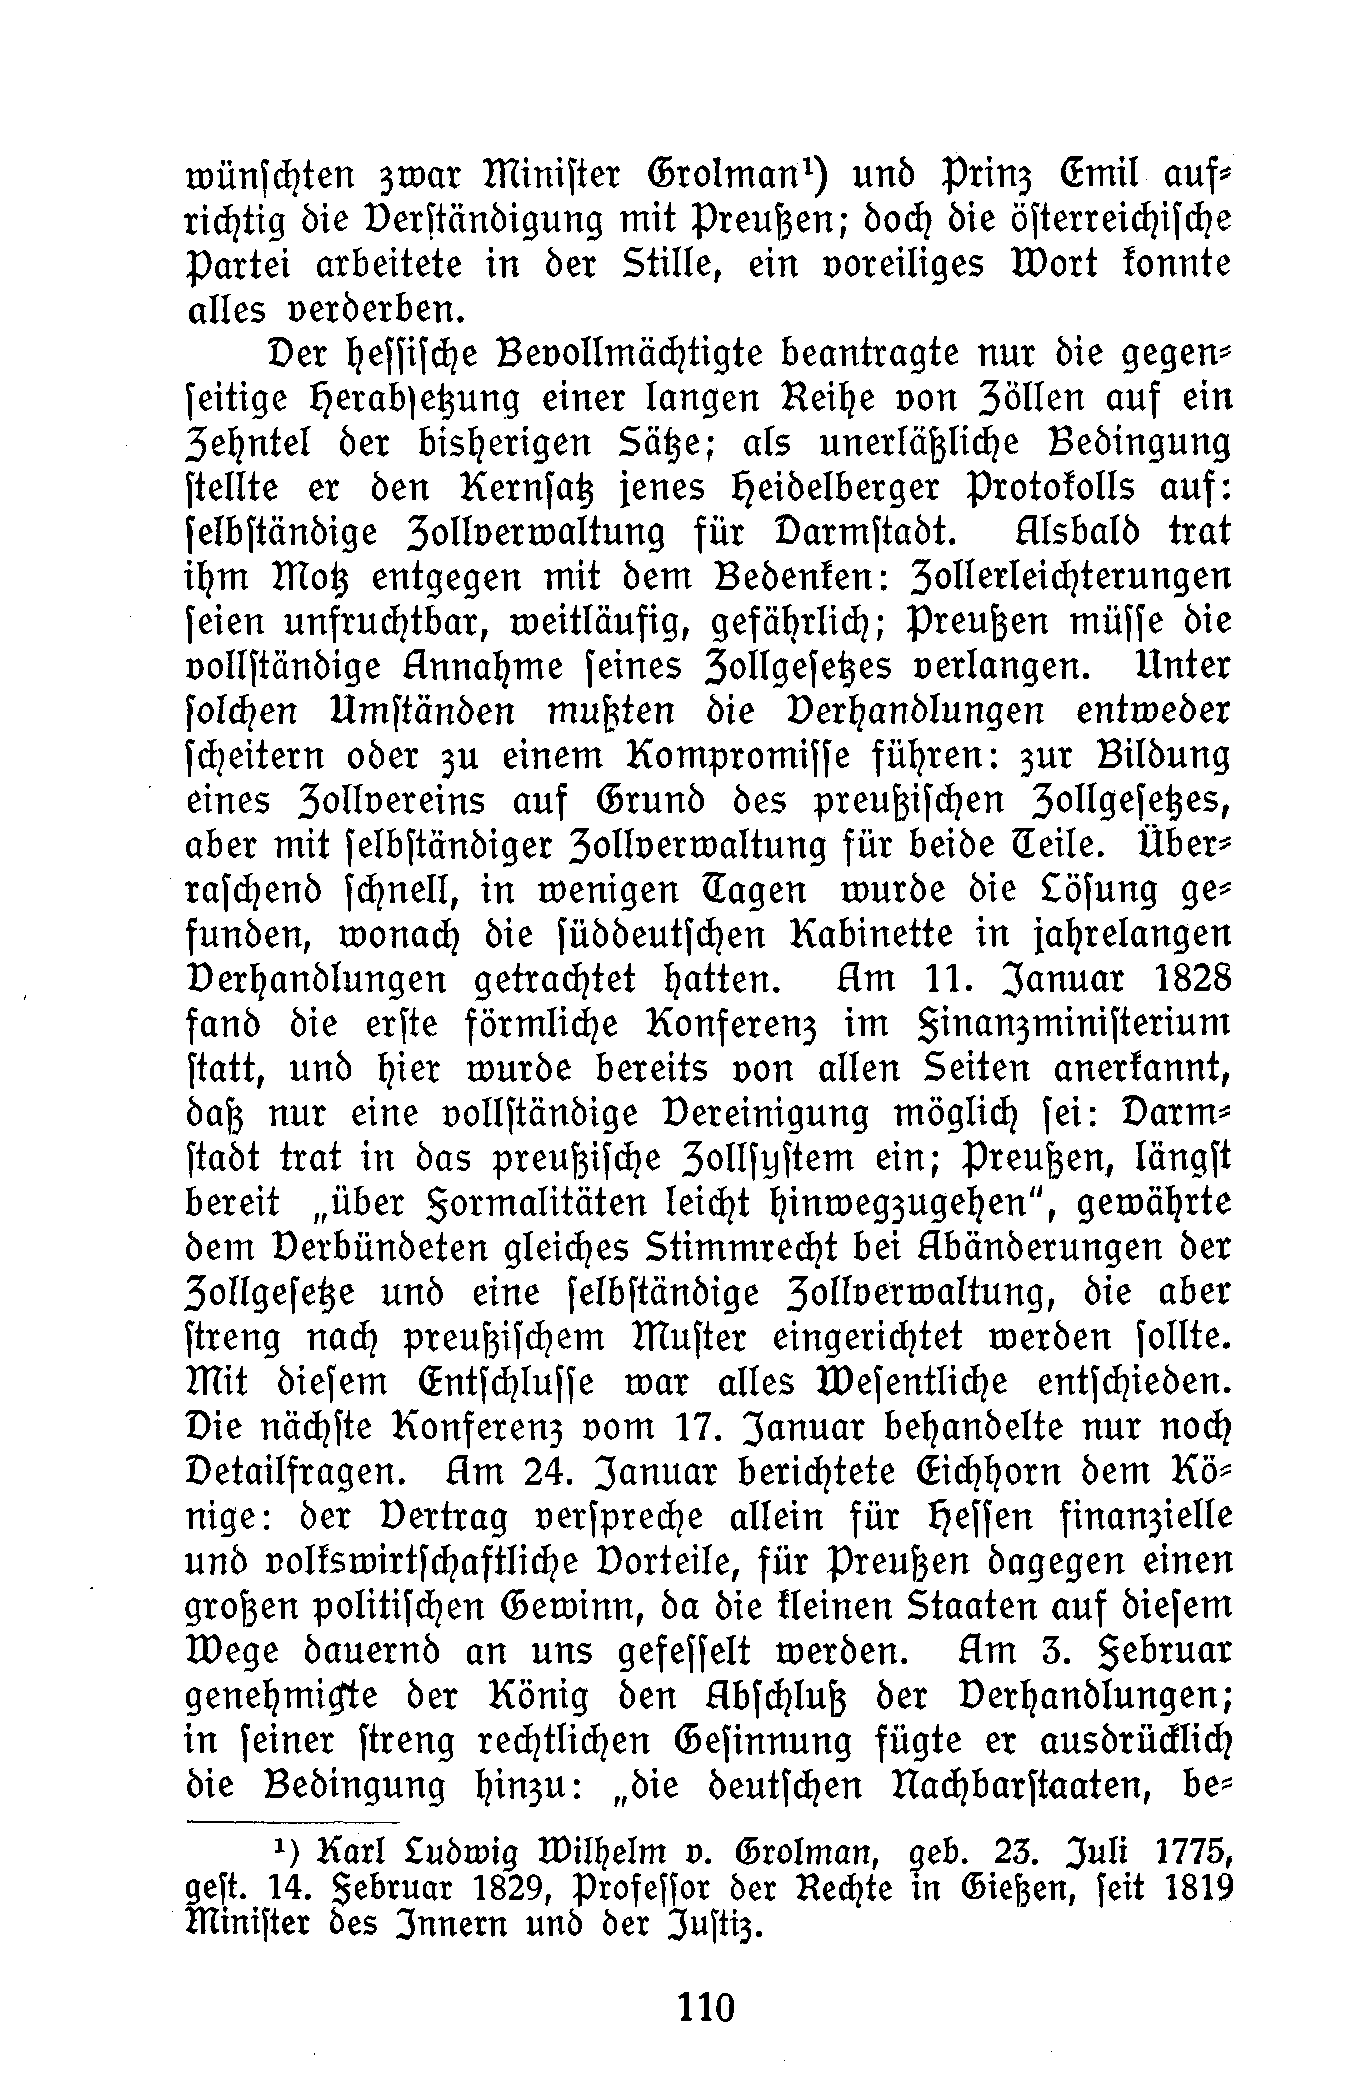 wünſchten zwar Miniſter Grolman¹) und Prinz Emil auf⸗
richtig die Verſtändigung mit Preußen; doch die öſterreichiſche
Partei arbeitete in der Stille, ein voreiliges Wort konnte
alles verderben.
Der heſſiſche Bevollmächtigte beantragte nur die gegen⸗
ſeitige Herabſetzung einer langen Reihe von Zöllen auf ein
Zehntel der bisherigen Sätze; als unerläßliche Bedingung
ſtellte er den Kernſatz jenes Heidelberger Protokolls auf:
ſelbſtändige Zollverwaltung für Darmſtadt. Alsbald trat
ihm Motz entgegen mit dem Bedenken: Zollerleichterungen
ſeien unfruchtbar, weitläufig, gefährlich; Preußen müſſe die
vollſtändige Annahme ſeines Zollgeſetzes verlangen. Unter
ſolchen Umſtänden mußten die Verhandlungen entweder
ſcheitern oder zu einem Kompromiſſe führen: zur Bildung
eines Zollvereins auf Grund des preußiſchen Zollgeſetzes,
aber mit ſelbſtändiger Zollverwaltung für beide Teile. Über⸗
raſchend ſchnell, in wenigen Tagen wurde die Löſung ge⸗
funden, wonach die ſüddeutſchen Kabinette in jahrelangen
Verhandlungen getrachtet hatten. Am 11. Januar 1828
fand die erſte förmliche Konferenz im Finanzminiſterium
ſtatt, und hier wurde bereits von allen Seiten anerkannt,
daß nur eine vollſtändige Vereinigung möglich ſei: Darm⸗
ſtadt trat in das preußiſche Zollſyſtem ein; Preußen, längſt
bereit „über Formalitäten leicht hinwegzugehen“, gewährte
dem Verbündeten gleiches Stimmrecht bei Abänderungen der
Zollgeſetze und eine ſelbſtändige Zollverwaltung, die aber
ſtreng nach preußiſchem Muſter eingerichtet werden ſollte.
Mit dieſem Entſchluſſe war alles Weſentliche entſchieden.
Die nächſte Konferenz vom 17. Januar behandelte nur noch
Detailfragen. Am 24. Januar berichtete Eichhorn dem Kö⸗
nige: der Vertrag verſpreche allein für Heſſen finanzielle
und volkswirtſchaftliche Vorteile, für Preußen dagegen einen
großen politiſchen Gewinn, da die kleinen Staaten auf dieſem
Wege dauernd an uns gefeſſelt werden. Am 3. Februar
genehmigte der König den Abſchluß der Verhandlungen;
in ſeiner ſtreng rechtlichen Geſinnung fügte er ausdrücklich
die Bedingung hinzu: „die deutſchen Nachbarſtaaten, be⸗
¹) Karl Ludwig Wilhelm v. Grolman, geb. 23. Juli 1775,
geſt. 14. Februar 1829, Profeſſor der Rechte in Gießen, ſeit 1819
Miniſter des Innern und der Juſtiz.
110